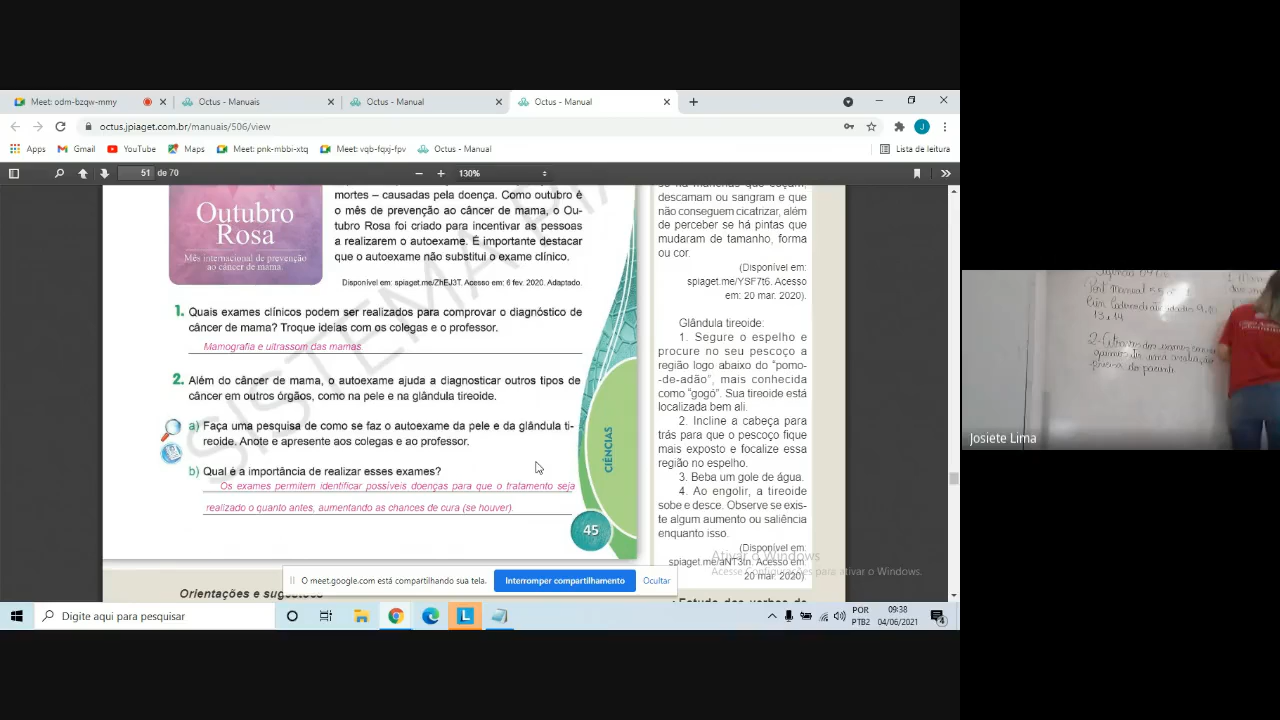 Meet: odm-bzqw-mmy
Octus - Manuais
Octus - Manual
Octus - Manual
octus.jpiaget.com.br/manuais/506/view
Apps
Gmail
YouTube
Maps
Meet: pnk-mbbi-xtq
Meet: vqb-fqxj-fpv
Octus - Manual
Lista de leitura
51 de 70
130%
SISTEMA
Outubro
Rosa
Mês internacional de prevenção
ao câncer de mama
mortes – causadas pela doença. Como outubro é
o mês de prevenção ao câncer de mama, o Ou-
tubro Rosa foi criado para incentivar as pessoas
a realizarem o autoexame. É importante destacar
que o autoexame não substitui o exame clínico.
Disponível em: spiaget.me/ZhEJ3T. Acesso em: 6 fev. 2020. Adaptado.
1. Quais exames clínicos podem ser realizados para comprovar o diagnóstico de
câncer de mama? Troque ideias com os colegas e o professor.
Mamografia e ultrassom das mamas.
2. Além do câncer de mama, o autoexame ajuda a diagnosticar outros tipos de
câncer em outros órgãos, como na pele e na glândula tireoide.
a) Faça uma pesquisa de como se faz o autoexame da pele e da glândula ti-
reoide. Anote e apresente aos colegas e ao professor.
b) Qual é a importância de realizar esses exames?
Os exames permitem identificar possíveis doenças para que o tratamento seja
realizado o quanto antes, aumentando as chances de cura (se houver).
CIÊNCIAS
45
Orientações e sugestões
se há manchas que coçam,
descamam ou sangram e que
não conseguem cicatrizar, além
de perceber se há pintas que
mudaram de tamanho, forma
ou cor.
(Disponível em:
spiaget.me/YSF7t6. Acesso
em: 20 mar. 2020).
Glândula tireoide:
1. Segure o espelho e
procure no seu pescoço a
região logo abaixo do “pomo-
-de-adão”, mais conhecida
como “gogó”. Sua tireoide está
localizada bem ali.
2. Incline a cabeça para
trás para que o pescoço fique
mais exposto e focalize essa
região no espelho.
3. Beba um gole de água.
4. Ao engolir, a tireoide
sobe e desce. Observe se exis-
te algum aumento ou saliência
enquanto isso.
(Disponível em:
spiaget.me/aNT3In. Acesso em:
20 mar. 2020)
Ativar o Windows
Acesse Configurações para ativar o Windows.
O meet.google.com está compartilhando sua tela.
Interromper compartilhamento
Ocultar
Digite aqui para pesquisar
L
POR
PTB2
09:38
04/06/2021
4
13, 14
do paciente
Josiete Lima